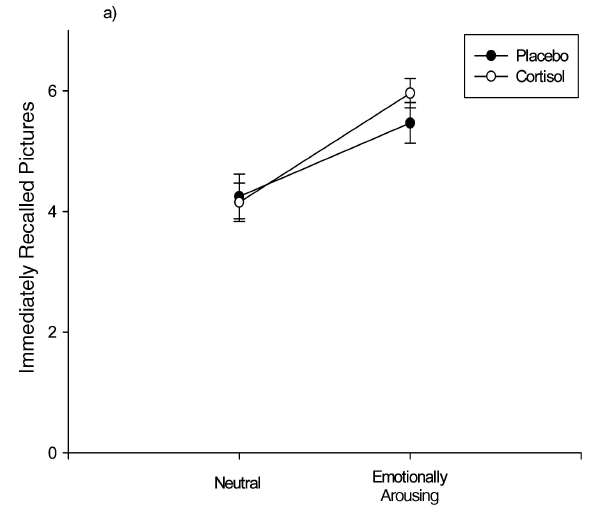 a)
Placebo
Cortisol
Immediately Recalled Pictures
6
4
2
0
Neutral
Emotionally
Arousing